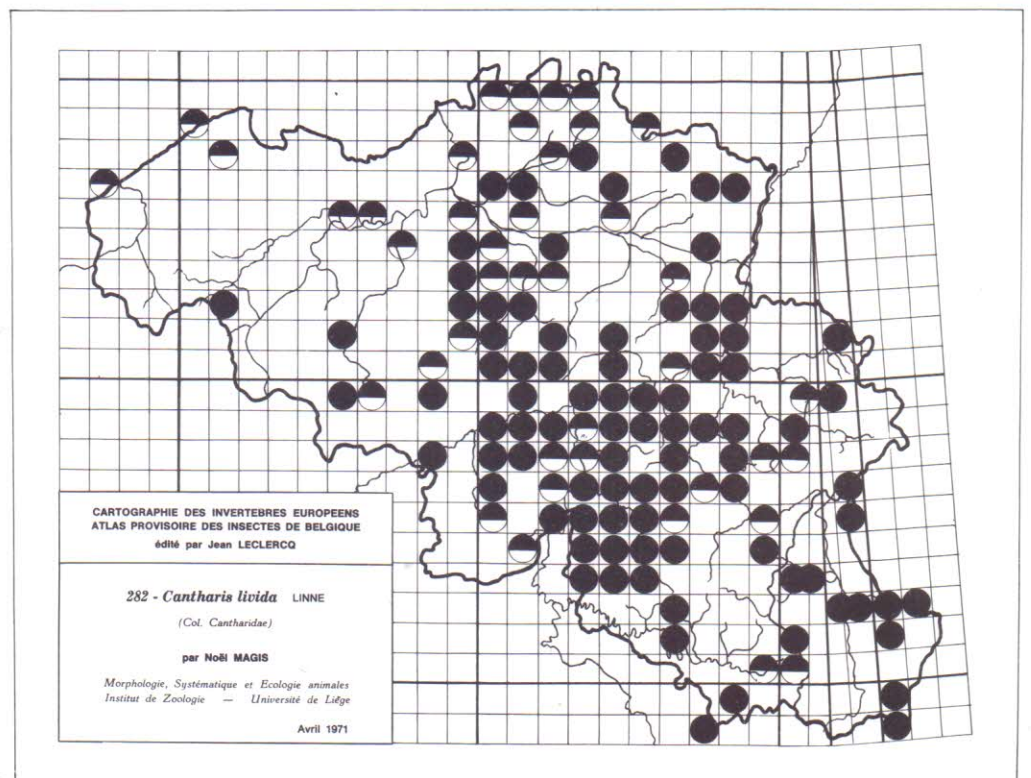 CARTOGRAPHIE DES INVERTEBRES EUROPEENS
ATLAS PROVISOIRE DES INSECTES DE BELGIQUE
édité par Jean LECLERCQ
282 - Cantharis livida LINNE
(Col. Cantharidae)
par Noël MAGIS
Morphologie, Systématique et Ecologie animales
Institut de Zoologie — Université de Liège
Avril 1971